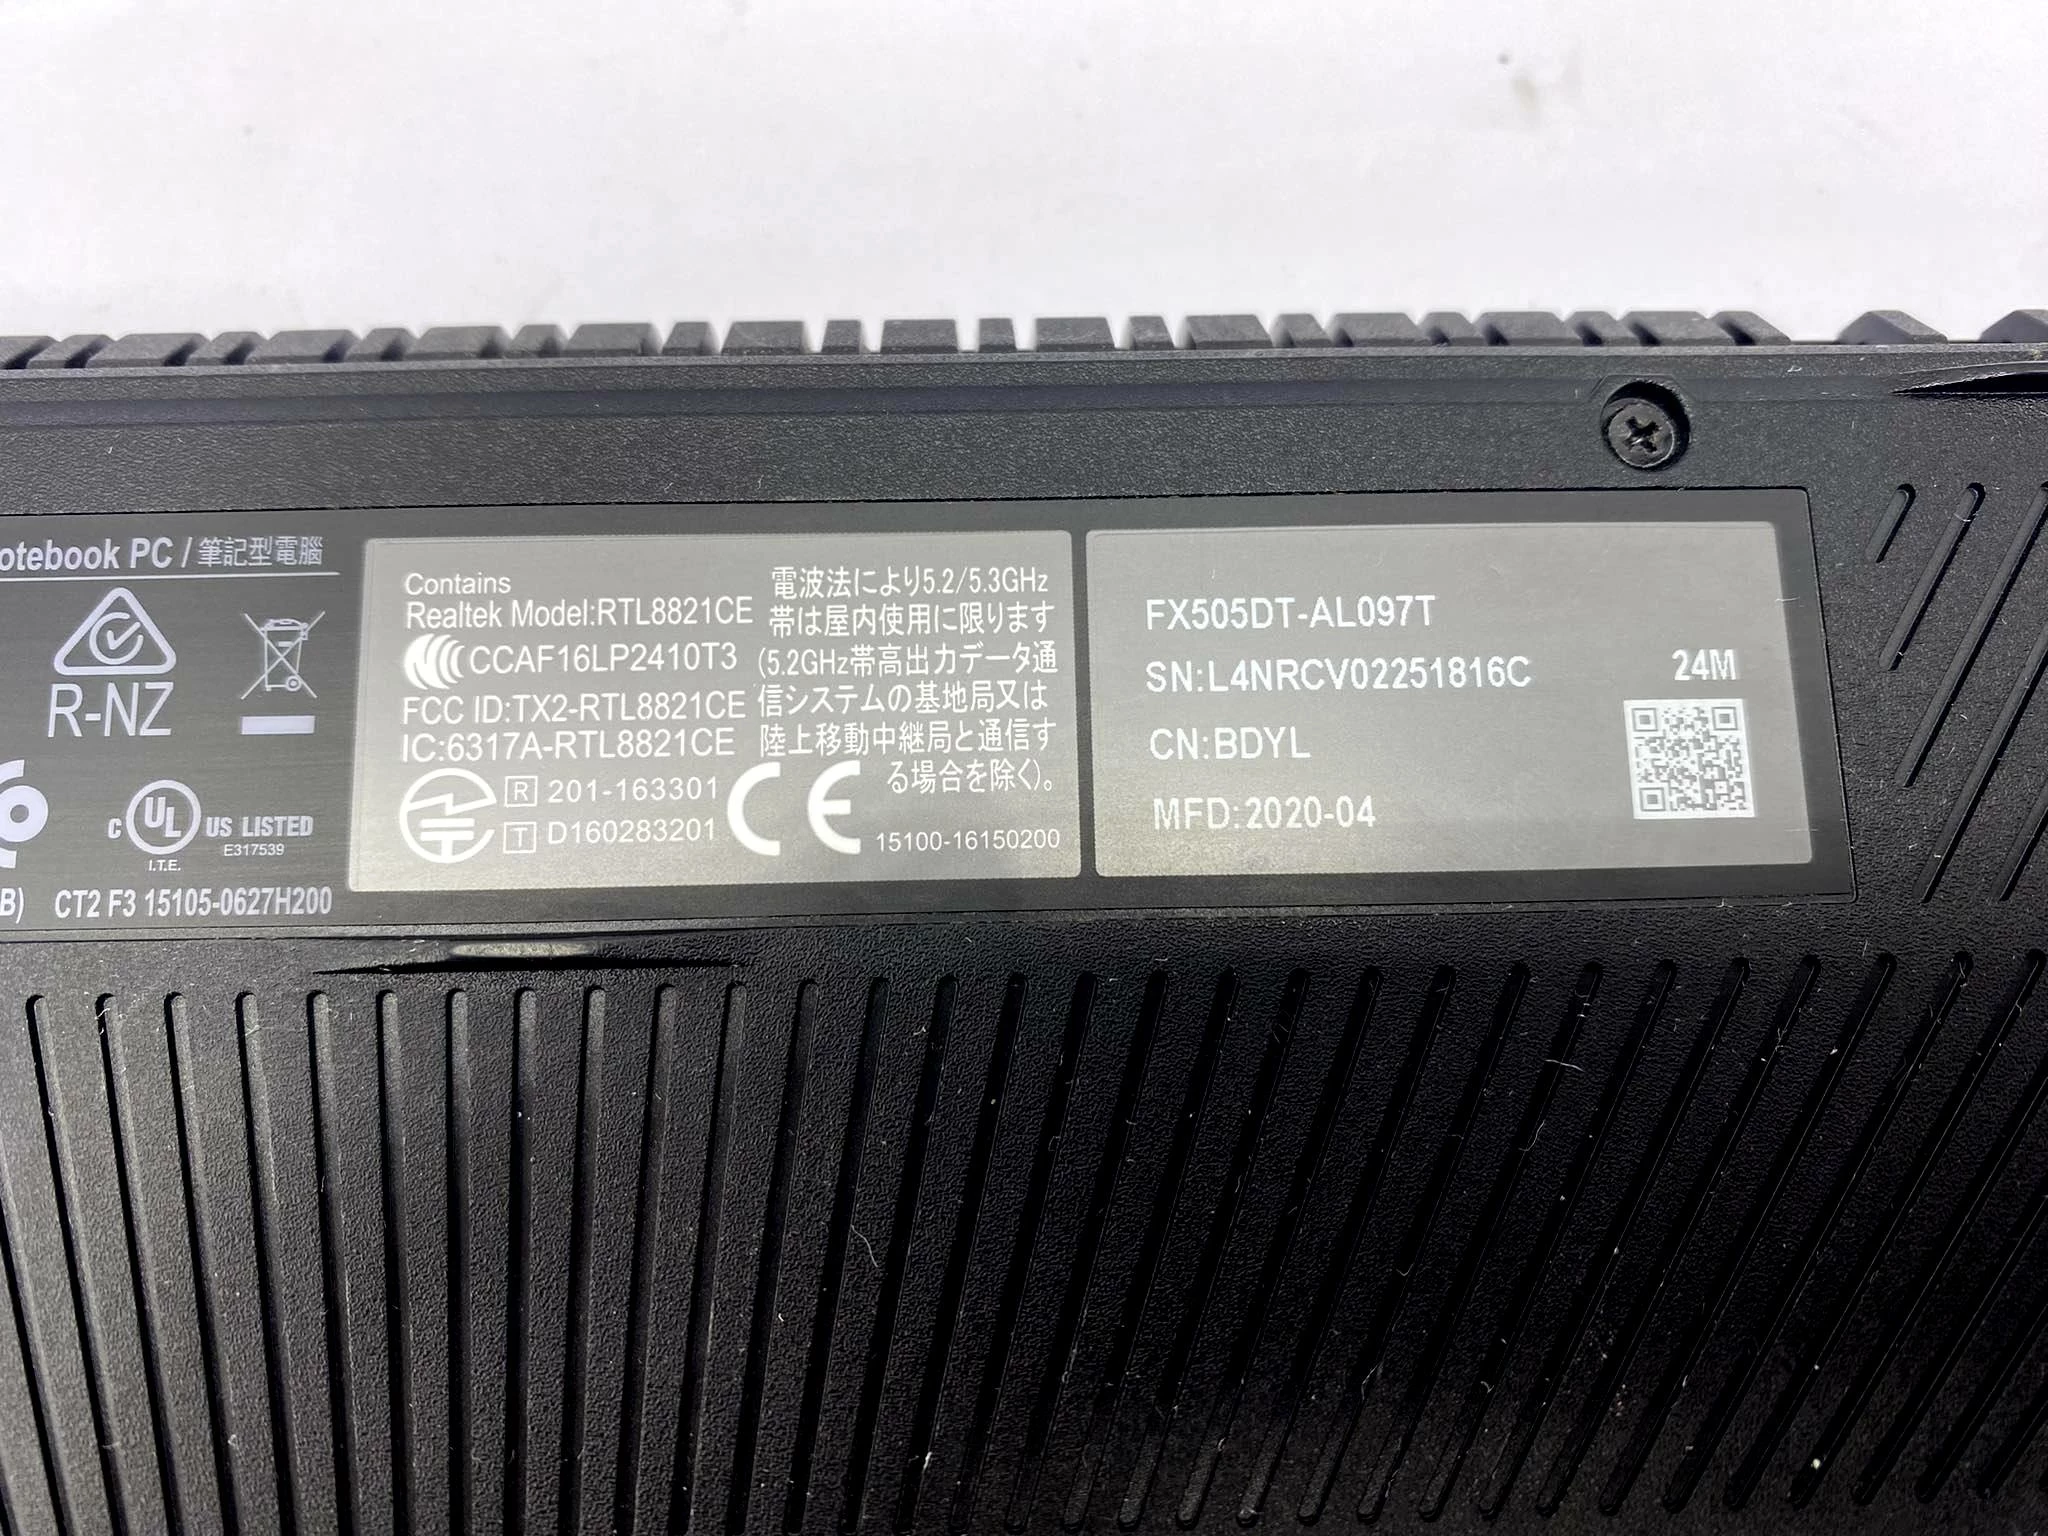 otebook PC / 筆記型電腦
R-NZ
c UL US LISTED
E317539
I.T.E.
B) CT2 F3 15105-0627H200
Contains
Realtek Model:RTL8821CE
CCAF16LP2410T3
FCC ID:TX2-RTL8821CE
IC:6317A-RTL8821CE
R 201-163301
T D160283201
電波法により5.2/5.3GHz
帯は屋内使用に限ります
(5.2GHz帯高出力データ通
信システムの基地局又は
陸上移動中継局と通信す
る場合を除く)。
CE
15100-16150200
FX505DT-AL097T
SN:L4NRCV02251816C
24M
CN:BDYL
MFD:2020-04